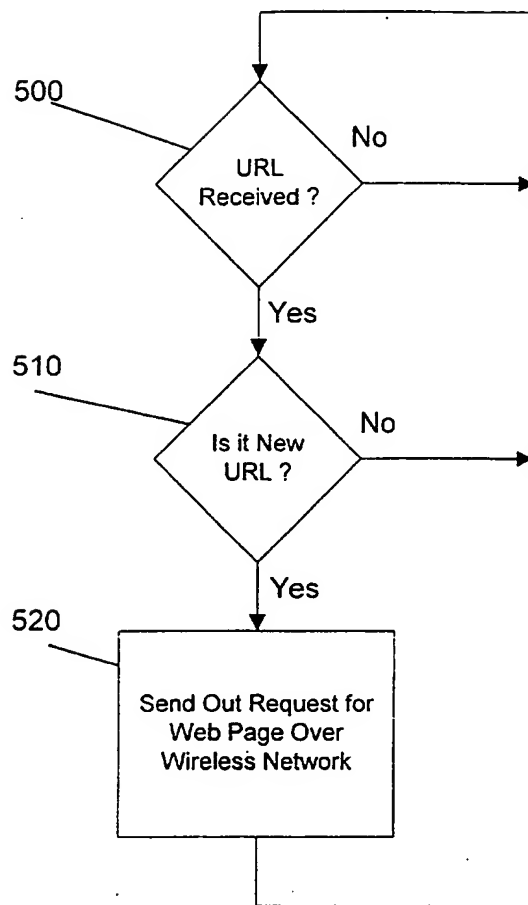 500
URL
Received ?
No
Yes
510
Is it New
URL ?
No
Yes
520
Send Out Request for
Web Page Over
Wireless Network